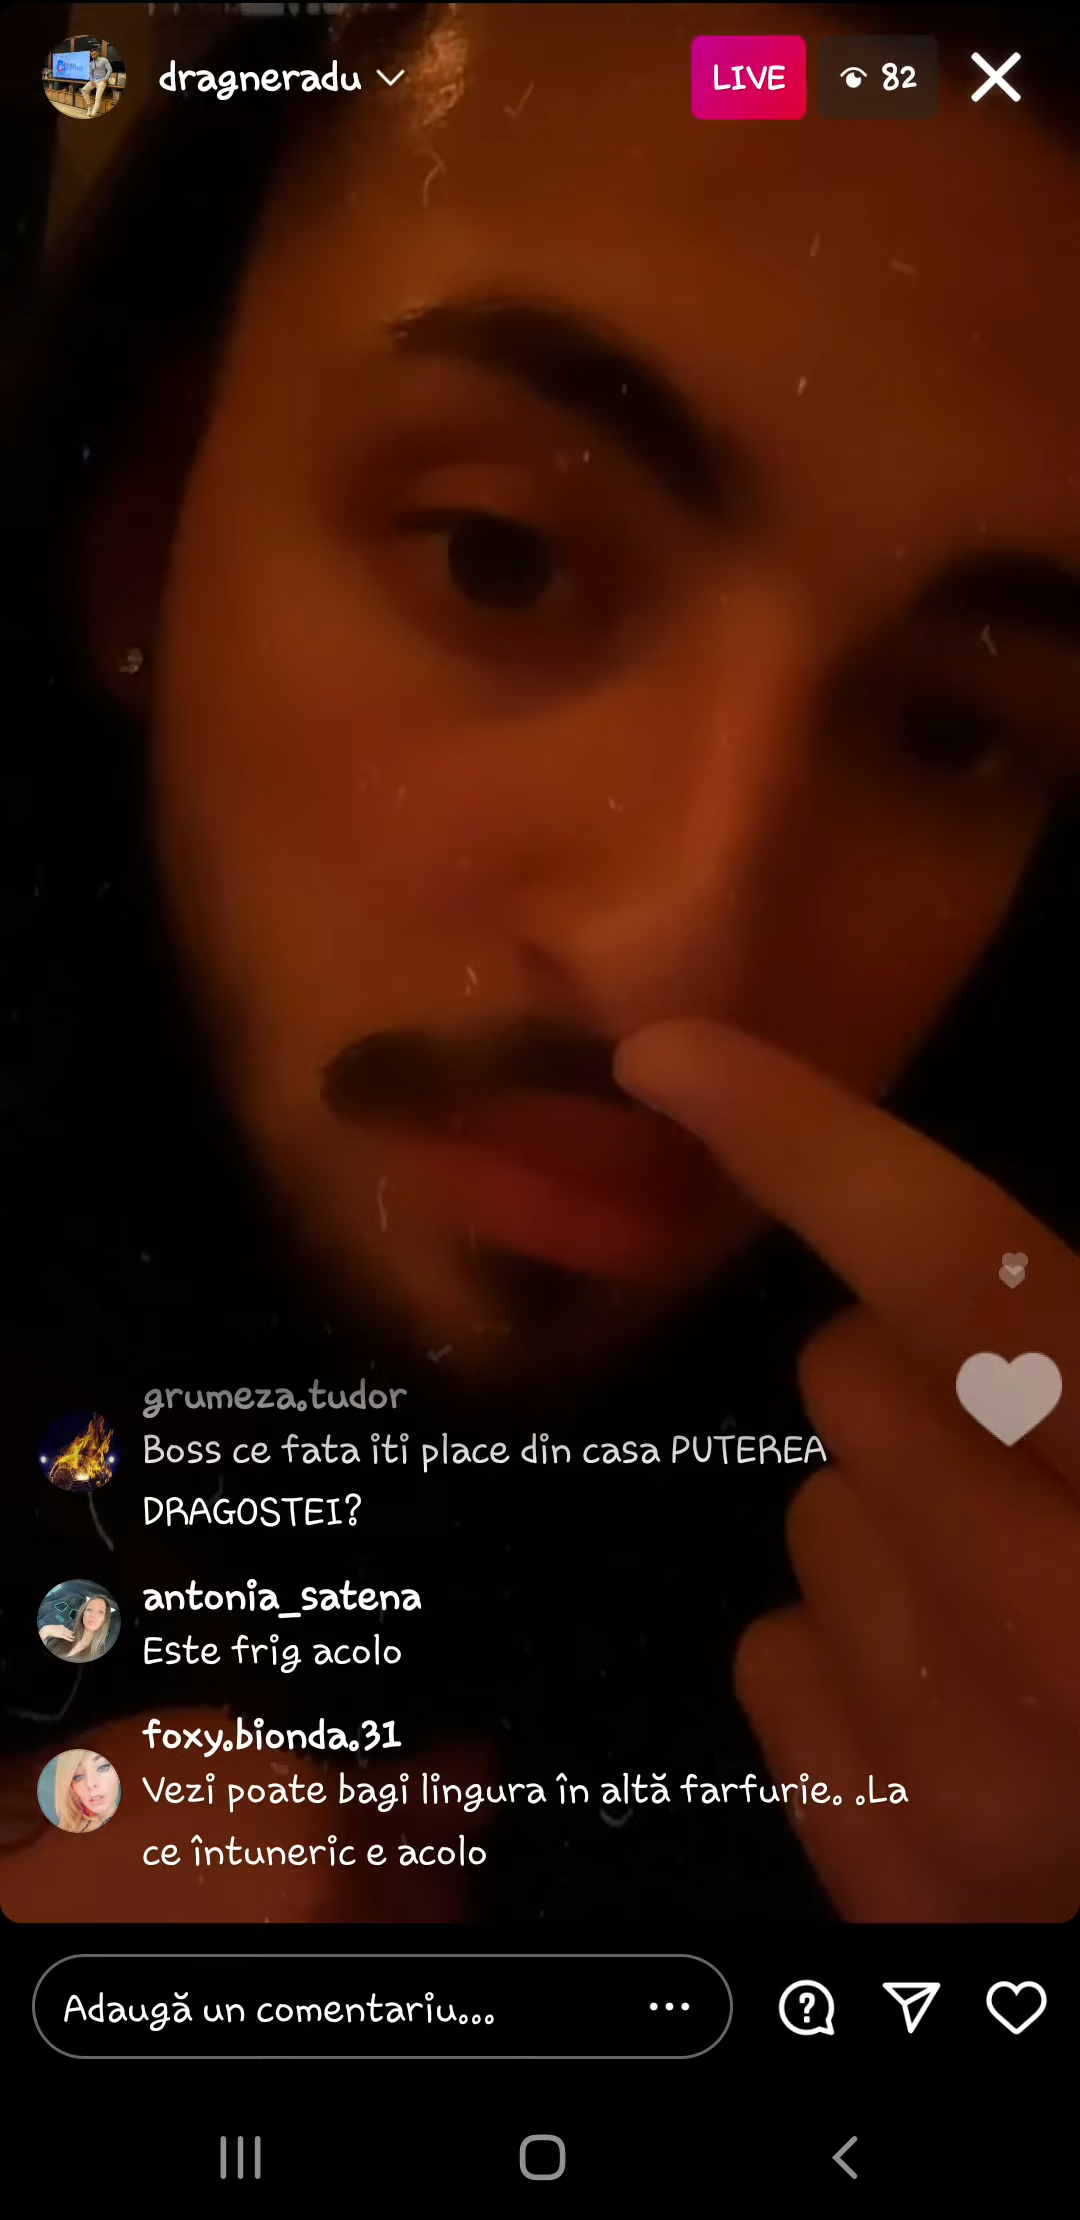 dragneradu
LIVE
82
grumeza.tudor
Boss ce fata iti place din casa PUTEREA
DRAGOSTEI?
antonia_satena
Este frig acolo
foxy.bionda.31
Vezi poate bagi lingura în altă farfurie. .La
ce întuneric e acolo
Adaugă un comentariu...